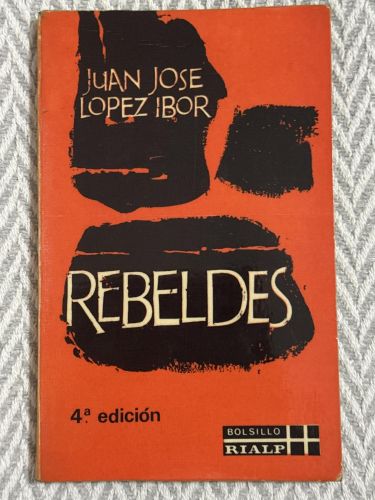 JUAN JOSE
LOPEZ IBOR
REBELDES
4ª edición
BOLSILLO
RIALP